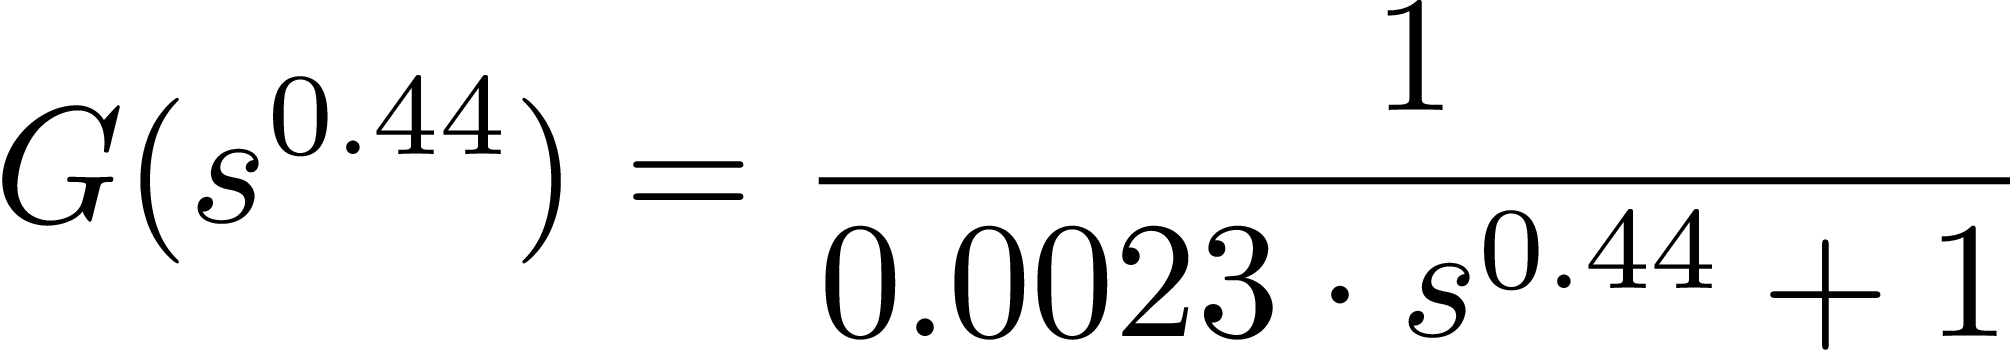 G(s^{0.44}) = \frac{1}{0.0023 \cdot s^{0.44} + 1}